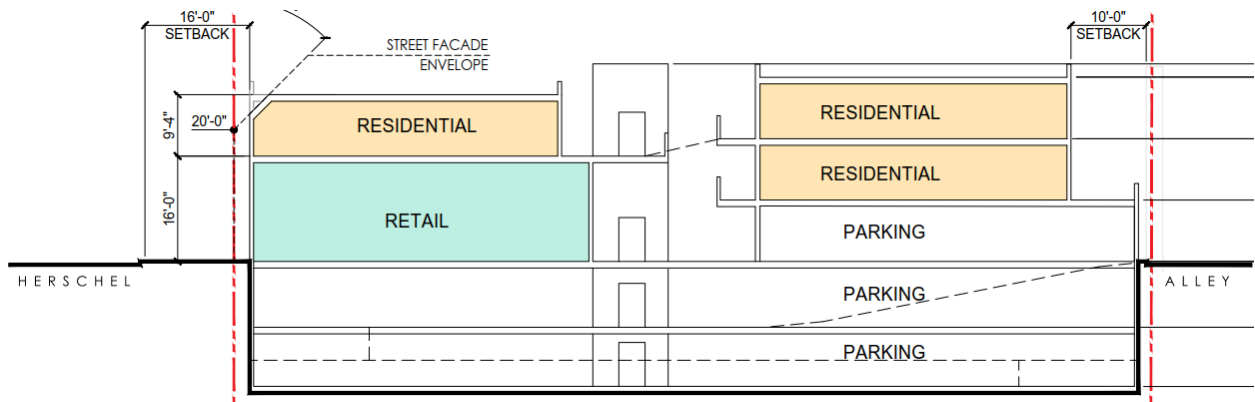 16'-0"
SETBACK
10'-0"
SETBACK
STREET FACADE
ENVELOPE
9'-4"
20'-0"
RESIDENTIAL
RESIDENTIAL
RESIDENTIAL
16'-0"
RETAIL
PARKING
HERSCHEL
ALLEY
PARKING
PARKING